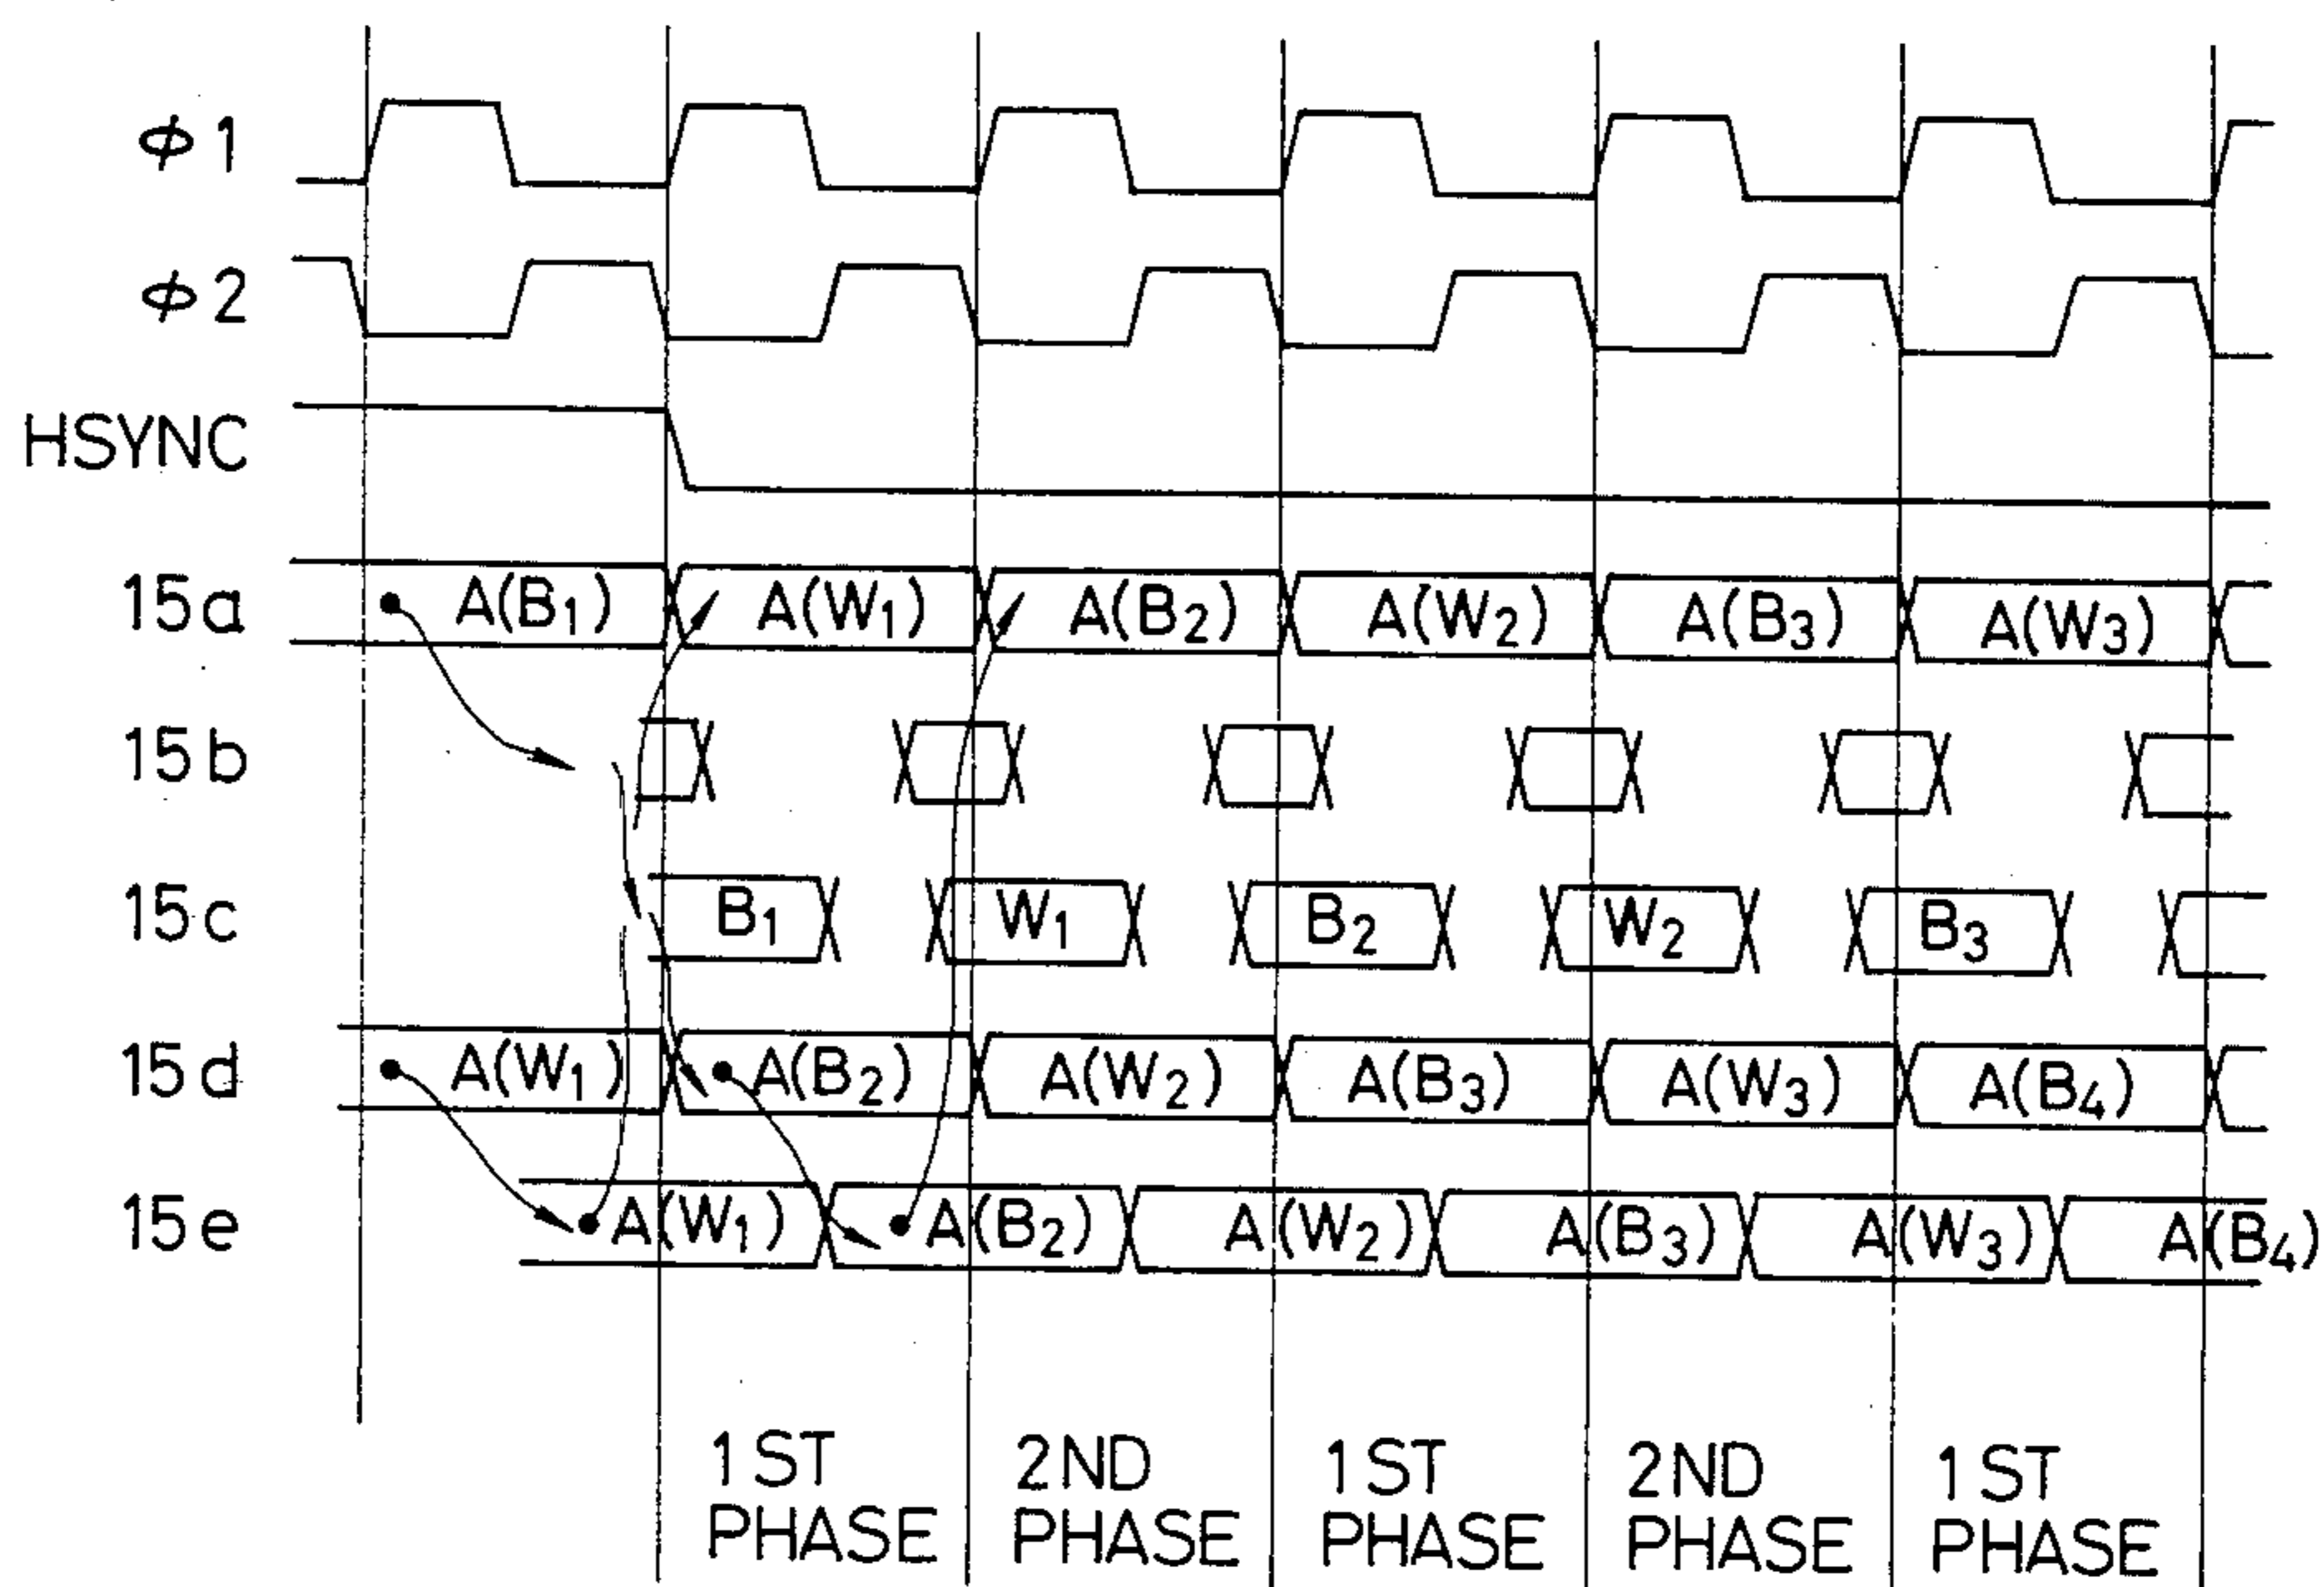 ϕ1
ϕ2
HSYNC
15a A(B1) A(W1) A(B2) A(W2) A(B3) A(W3)
15b
15c B1 W1 B2 W2 B3
15d A(W1) A(B2) A(W2) A(B3) A(W3) A(B4)
15e A(W1) A(B2) A(W2) A(B3) A(W3) A(B4)
1ST PHASE 2ND PHASE 1ST PHASE 2ND PHASE 1ST PHASE